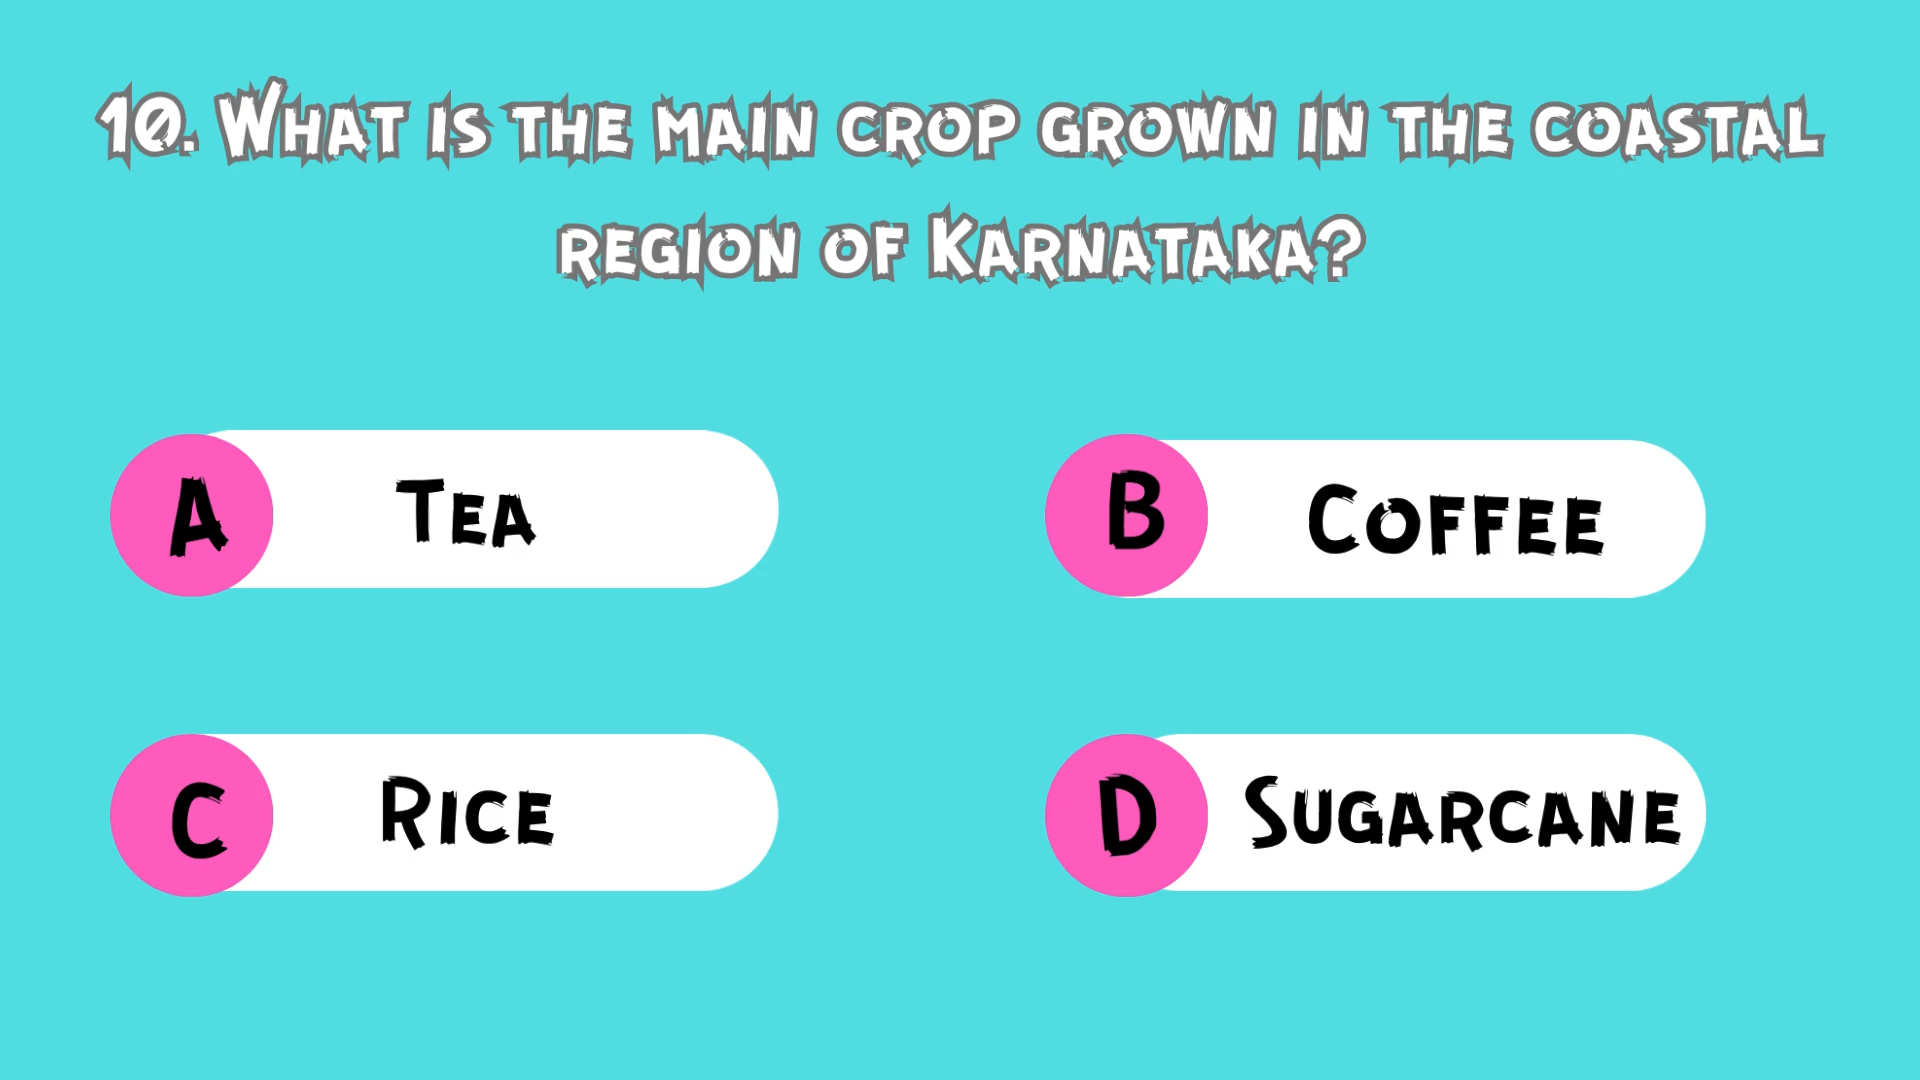 10. What is the main crop grown in the coastal
region of Karnataka?
A Tea
B Coffee
C Rice
D Sugarcane